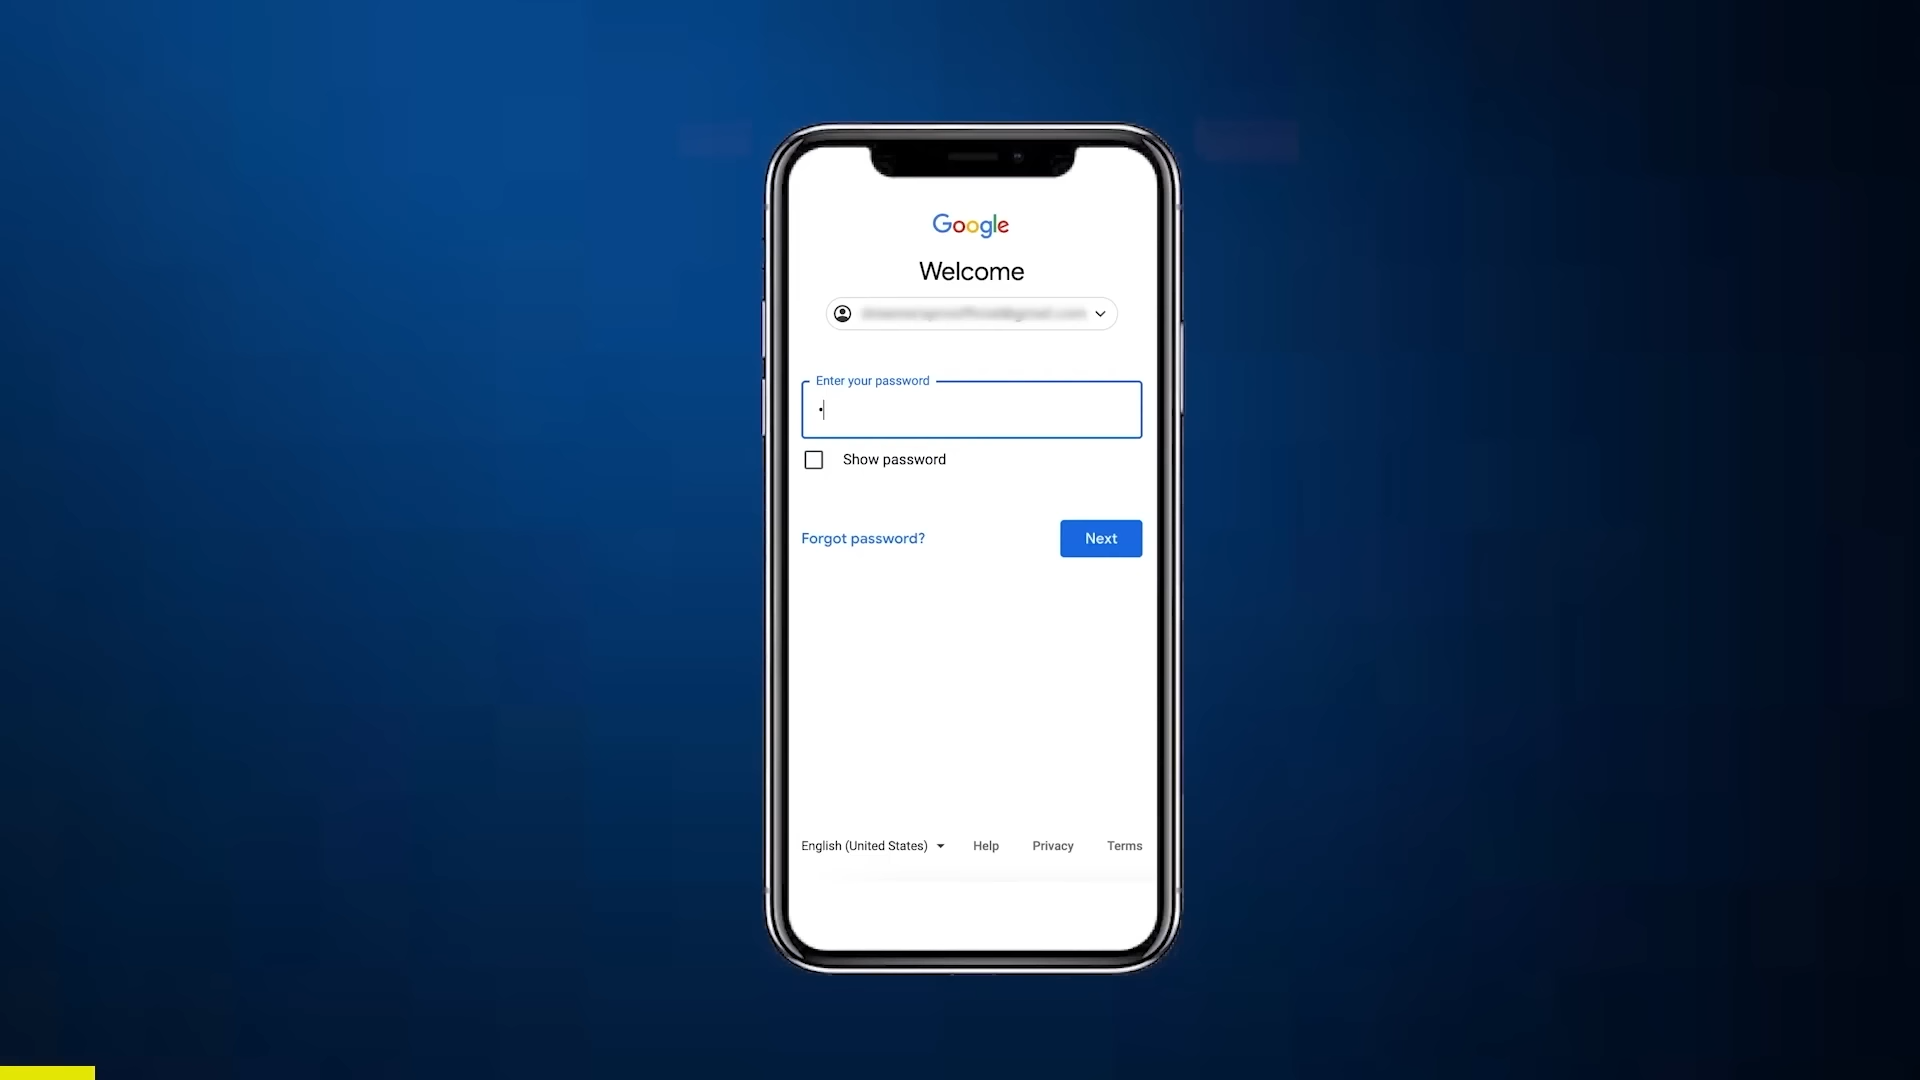 Google
Welcome
Enter your password
•
Show password
Forgot password?
Next
English (United States)
Help
Privacy
Terms